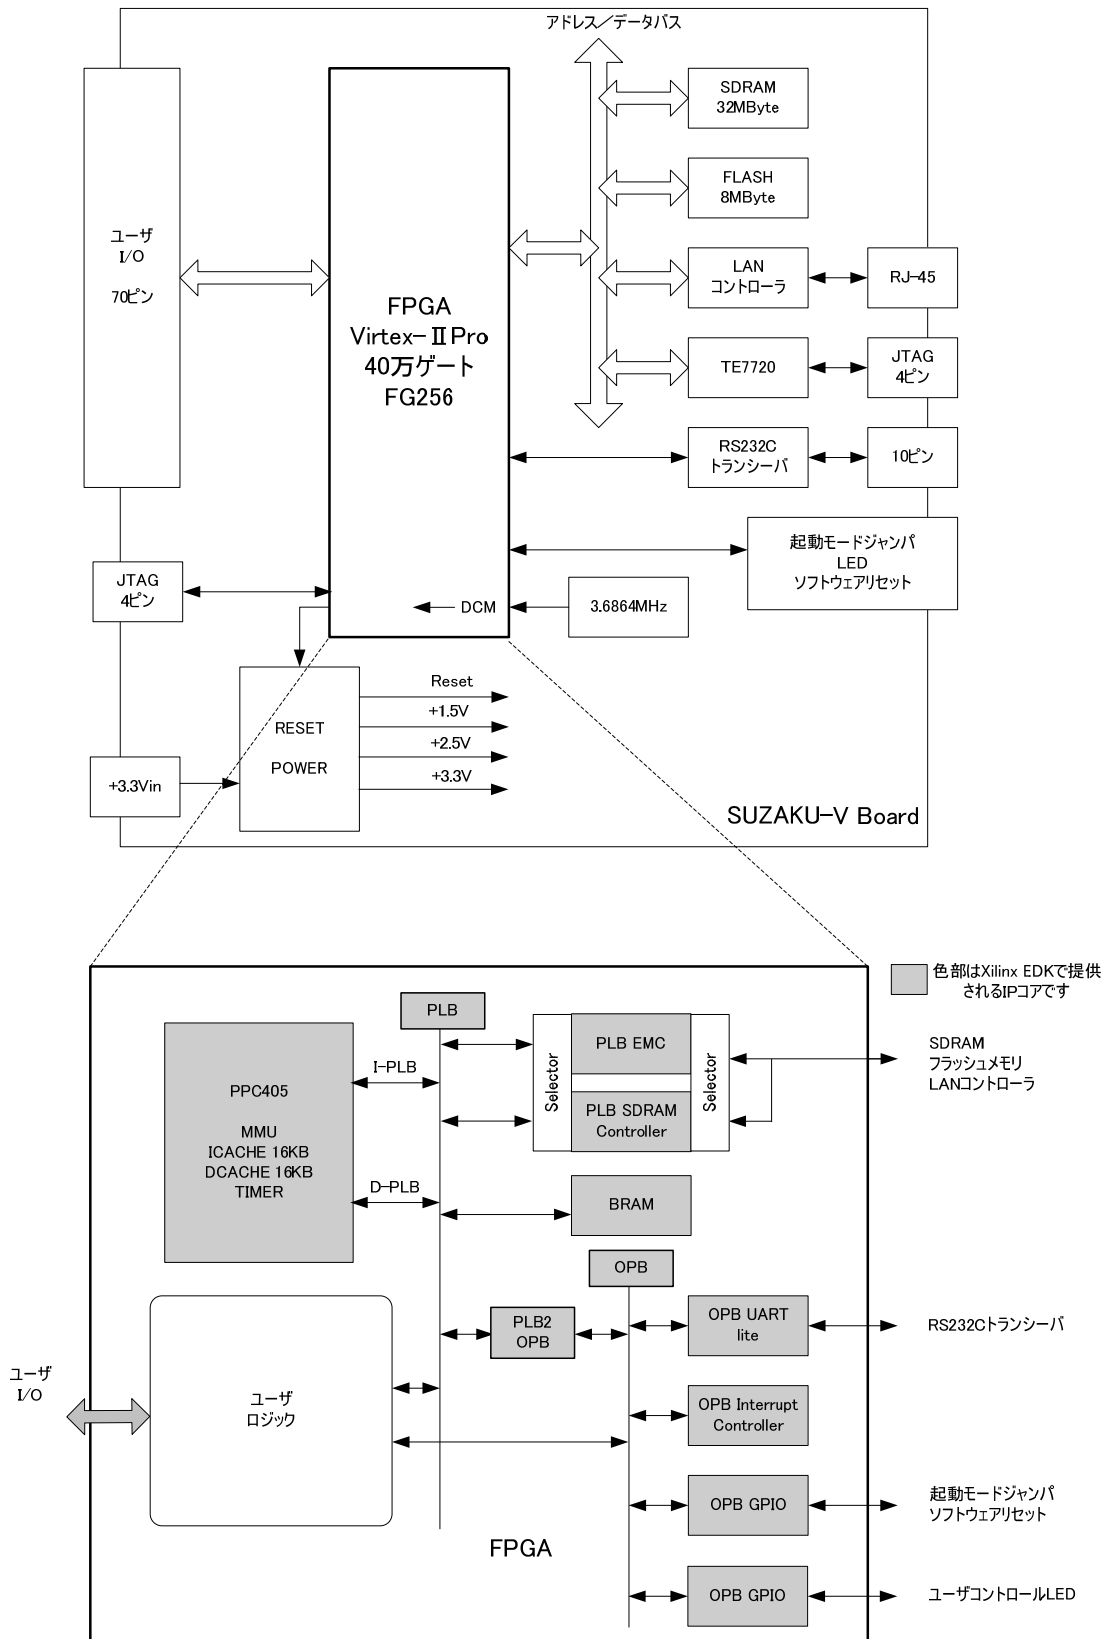 アドレス／データバス
SDRAM
32MByte
FLASH
8MByte
ユーザ
I/O
70ピン
LAN
コントローラ
RJ-45
FPGA
Virtex-ⅡPro
40万ゲート
FG256
TE7720
JTAG
4ピン
RS232C
トランシーバ
10ピン
起動モードジャンパ
LED
ソフトウェアリセット
JTAG
4ピン
DCM
3.6864MHz
RESET
POWER
Reset
+1.5V
+2.5V
+3.3V
+3.3Vin
SUZAKU-V Board
色部はXilinx EDKで提供
されるIPコアです
PLB
PLB EMC
Selector
Selector
SDRAM
フラッシュメモリ
LANコントローラ
I-PLB
PPC405
MMU
ICACHE 16KB
DCACHE 16KB
TIMER
PLB SDRAM
Controller
D-PLB
BRAM
OPB
PLB2
OPB
OPB UART
lite
RS232Cトランシーバ
ユーザ
I/O
ユーザ
ロジック
OPB Interrupt
Controller
OPB GPIO
起動モードジャンパ
ソフトウェアリセット
FPGA
OPB GPIO
ユーザコントロールLED